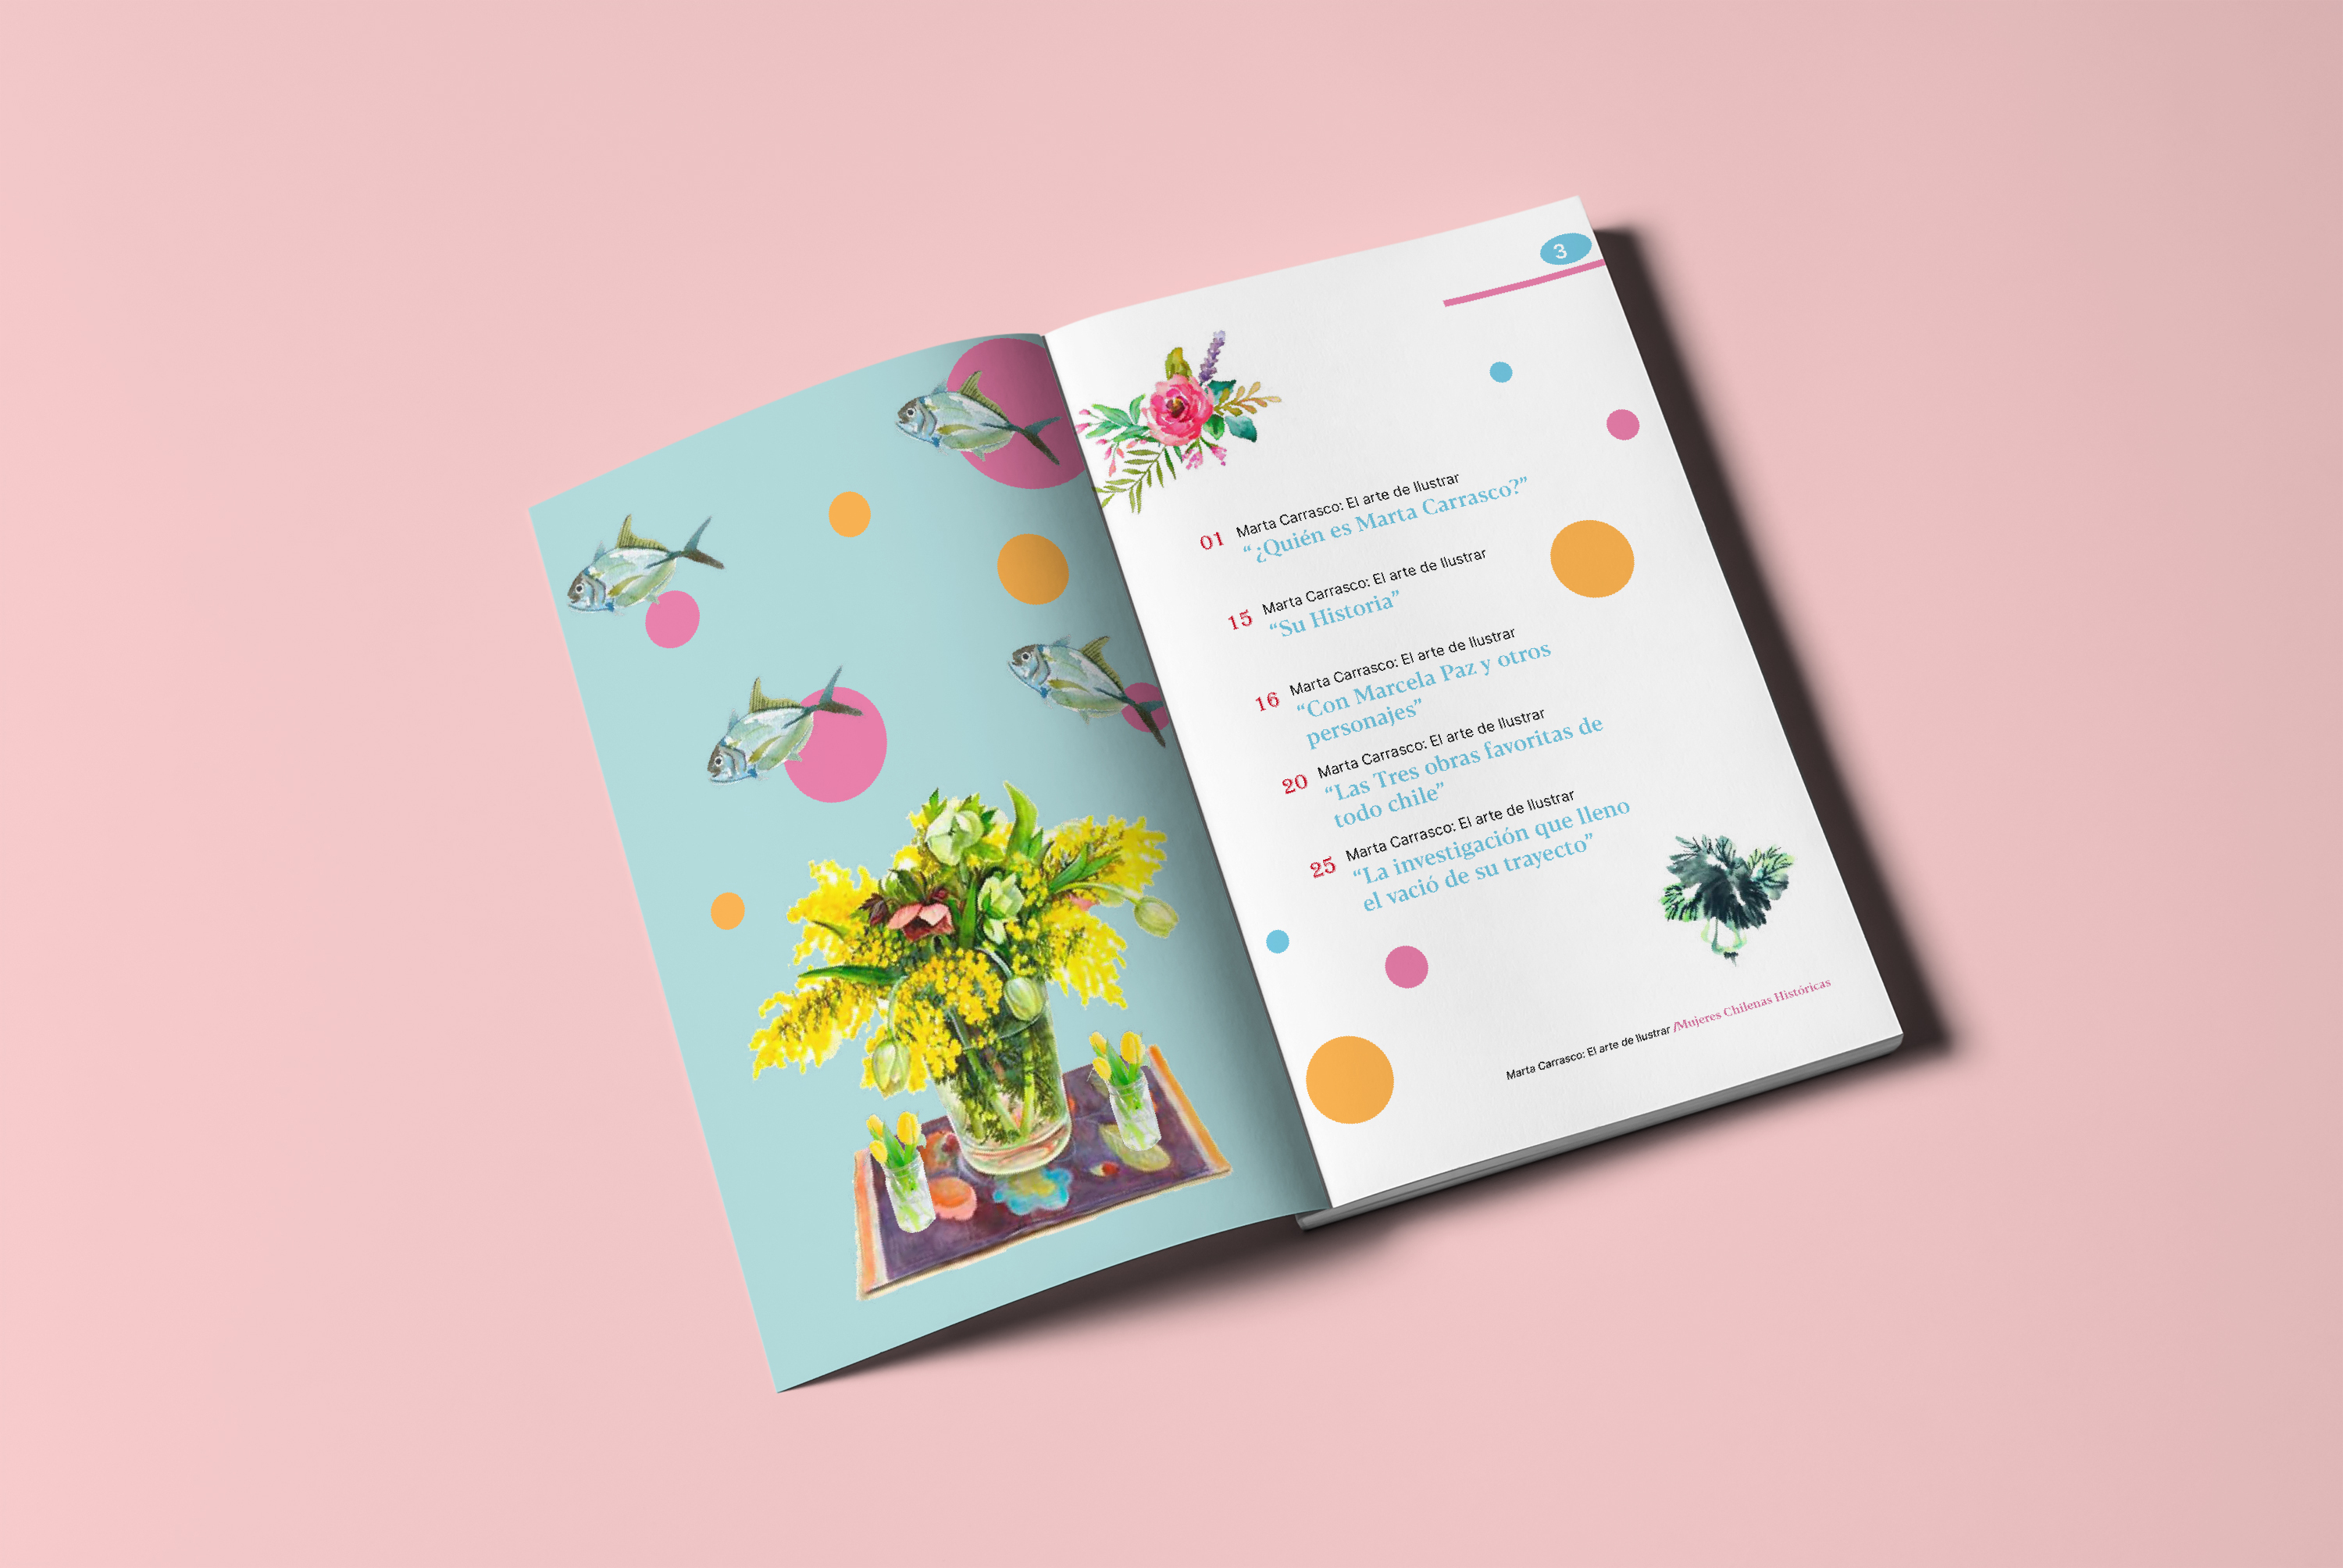 3
Marta Carrasco: El arte de Ilustrar
01 “¿Quién es Marta Carrasco?”
Marta Carrasco: El arte de Ilustrar
15 “Su Historia”
Marta Carrasco: El arte de Ilustrar
16 “Con Marcela Paz y otros
personajes”
Marta Carrasco: El arte de Ilustrar
20 “Las Tres obras favoritas de
todo chile”
Marta Carrasco: El arte de Ilustrar
25 “La investigación que lleno
el vació de su trayecto”
Marta Carrasco: El arte de Ilustrar /Mujeres Chilenas Históricas